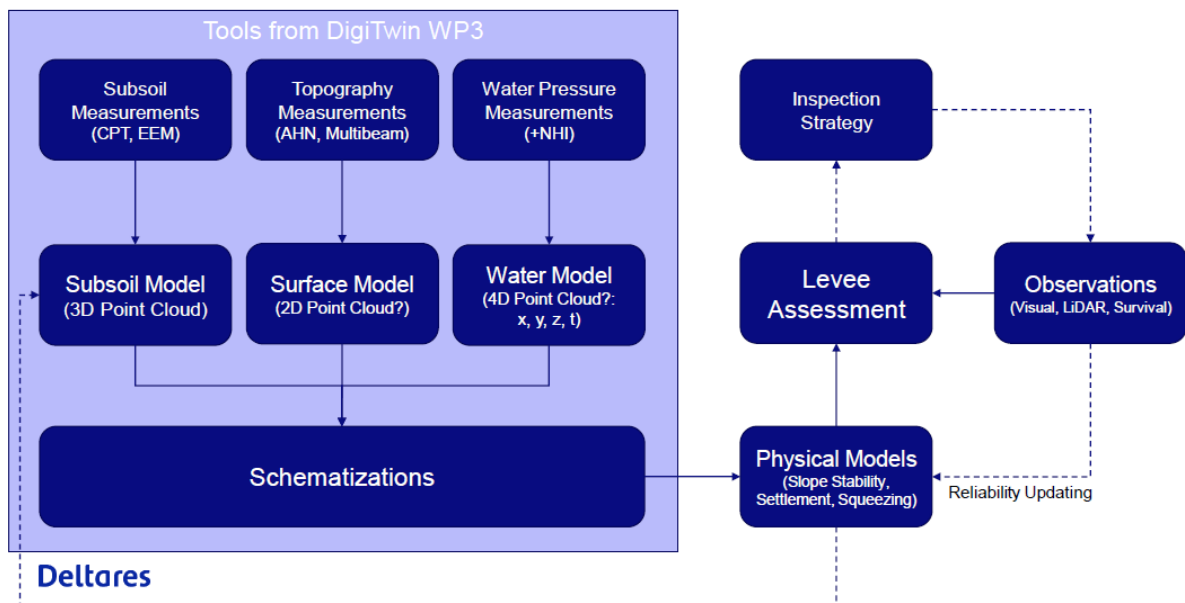 Tools from DigiTwin WP3
Subsoil
Measurements
(CPT, EEM)
Topography
Measurements
(AHN, Multibeam)
Water Pressure
Measurements
(+NHI)
Inspection
Strategy
Subsoil Model
(3D Point Cloud)
Surface Model
(2D Point Cloud?)
Water Model
(4D Point Cloud?:
x, y, z, t)
Levee
Assessment
Observations
(Visual, LiDAR, Survival)
Schematizations
Physical Models
(Slope Stability,
Settlement, Squeezing)
Reliability Updating
Deltares